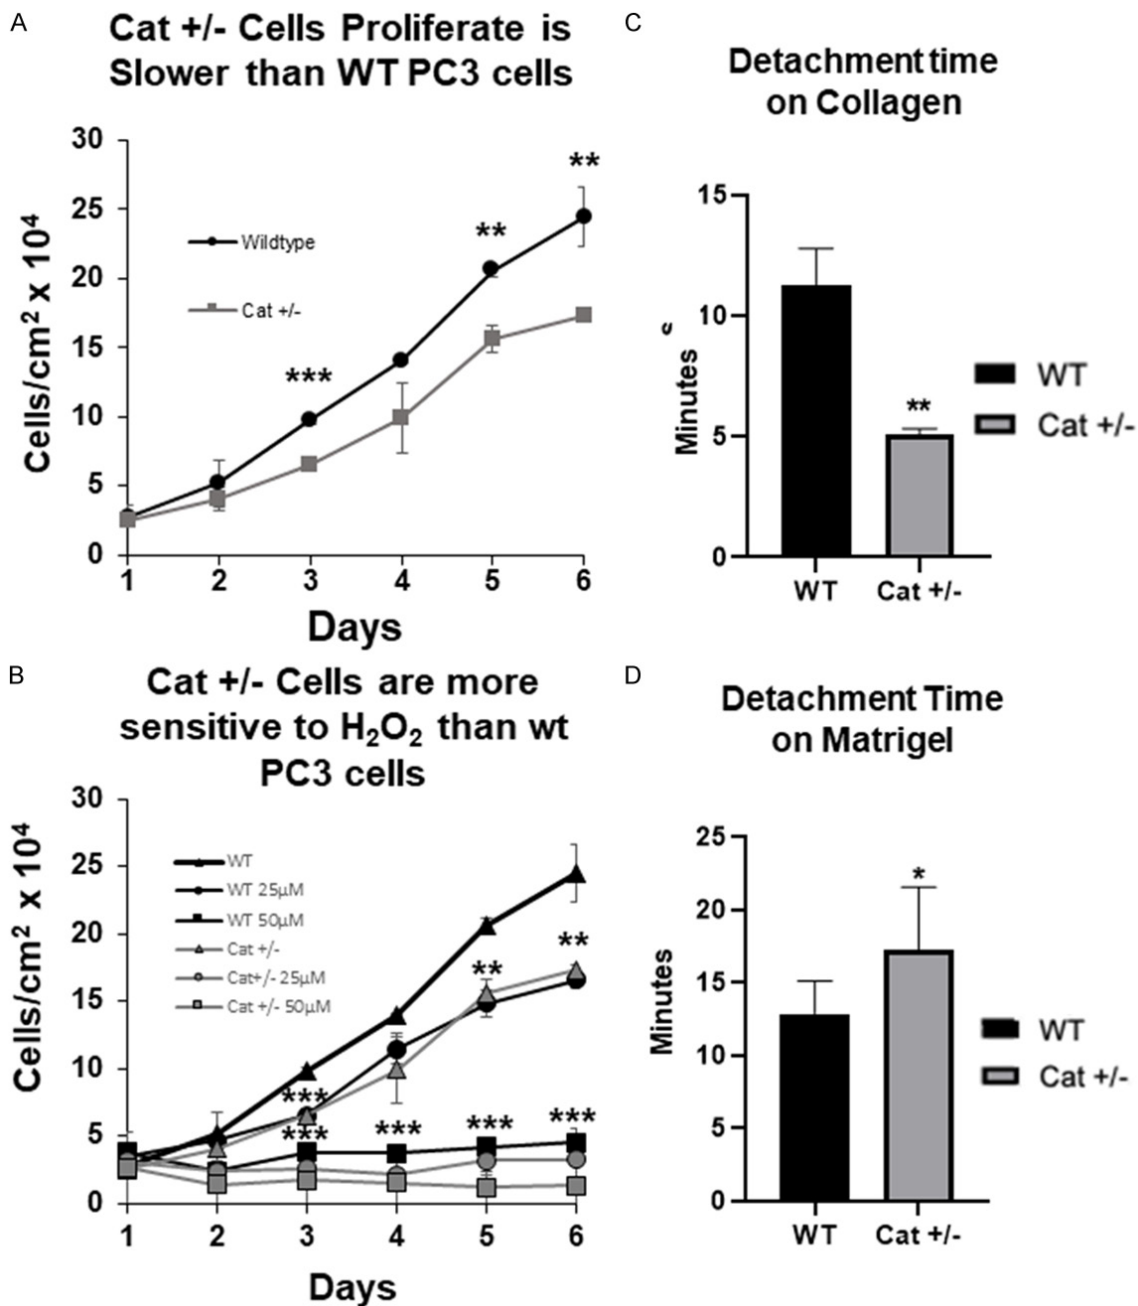 A
Cat +/- Cells Proliferate is
Slower than WT PC3 cells
30
25
20
15
10
5
0
Cells/cm² x 10⁴
Wildtype
Cat +/-
***
**
**
1 2 3 4 5 6
Days
B
Cat +/- Cells are more
sensitive to H₂O₂ than wt
PC3 cells
30
25
20
15
10
5
0
Cells/cm² x 10⁴
WT
WT 25µM
WT 50µM
Cat +/-
Cat+/- 25µM
Cat +/- 50µM
**
**
***
***
***
***
***
1 2 3 4 5 6
Days
C
Detachment time
on Collagen
15
10
5
0
Minutes
**
WT
Cat +/-
WT Cat +/-
D
Detachment Time
on Matrigel
25
20
15
10
5
0
Minutes
*
WT
Cat +/-
WT Cat +/-